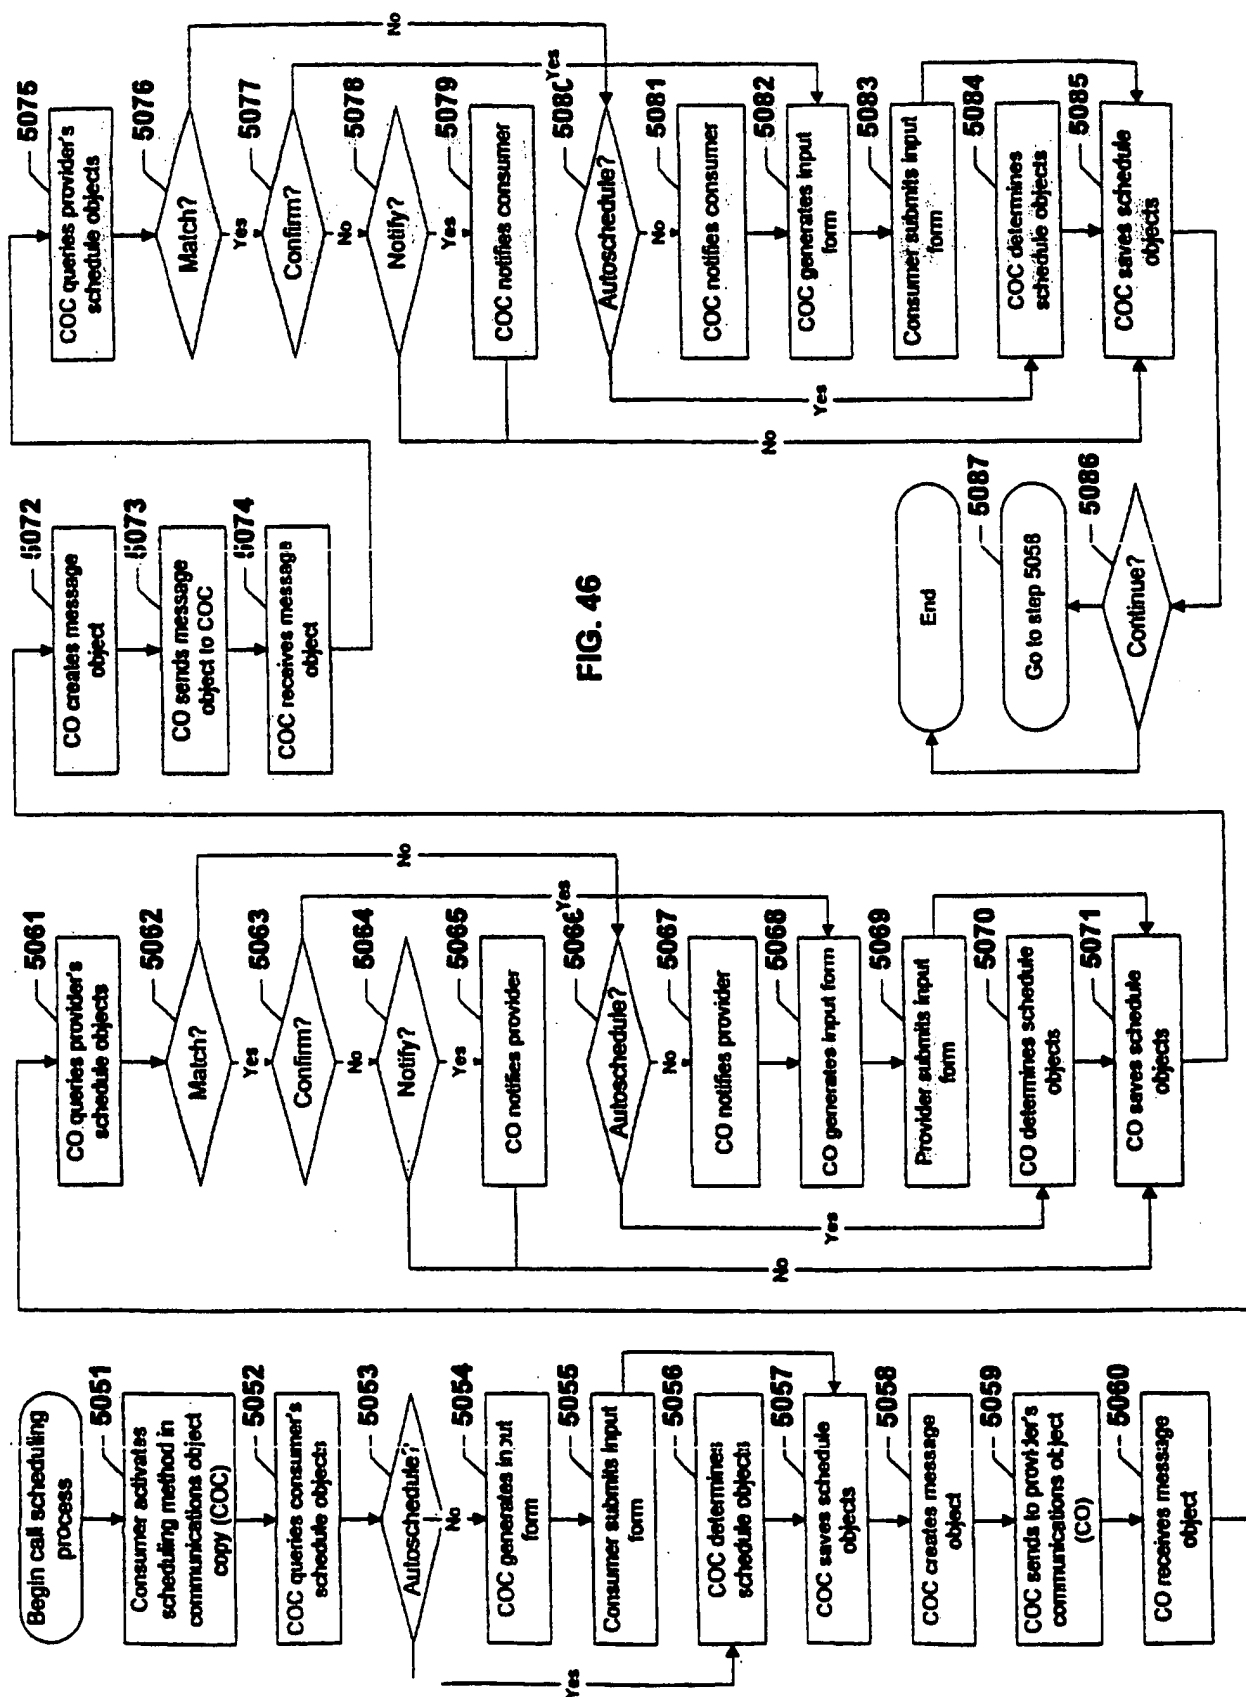 Begin call scheduling
process
5051
Consumer activates
scheduling method in
communications object
copy (COC)
5052
COC queries consumer's
schedule objects
5053
Autoschedule?
No
Yes
5054
COC generates input
form
5055
Consumer submits input
form
5056
COC determines
schedule objects
5057
COC saves schedule
objects
5058
COC creates message
object
5059
COC sends to provider's
communications object
(CO)
5060
CO receives message
object
5061
CO queries provider's
schedule objects
5062
Match?
Yes
No
5063
Confirm?
No
Yes
5064
Notify?
Yes
No
5065
CO notifies provider
5066
Autoschedule?
No
Yes
5067
CO notifies provider
5068
CO generates input form
5069
Provider submits input
form
5070
CO determines schedule
objects
5071
CO saves schedule
objects
5072
CO creates message
object
5073
CO sends message
object to COC
5074
COC receives message
object
FIG. 46
5075
COC queries provider's
schedule objects
5076
Match?
Yes
No
5077
Confirm?
No
Yes
5078
Notify?
Yes
No
5079
COC notifies consumer
5080
Autoschedule?
No
Yes
5081
COC notifies consumer
5082
COC generates input
form
5083
Consumer submits input
form
5084
COC determines
schedule objects
5085
COC saves schedule
objects
5086
Continue?
5087
Go to step 5058
End